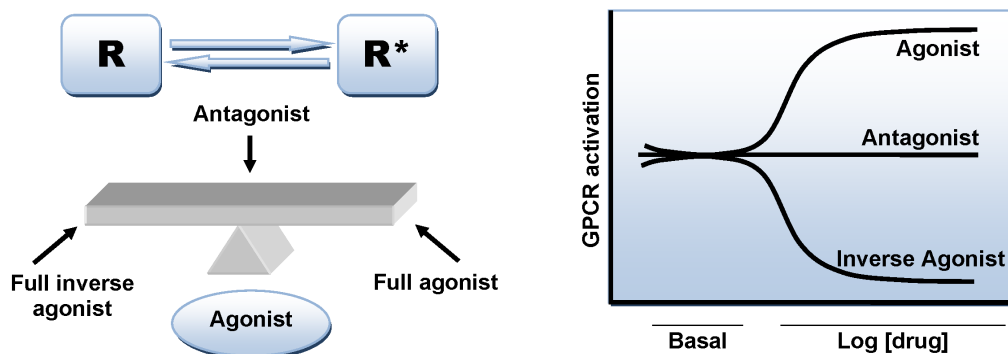 R
R*
Antagonist
Full inverse
agonist
Full agonist
Agonist
GPCR activation
Agonist
Antagonist
Inverse Agonist
Basal
Log [drug]